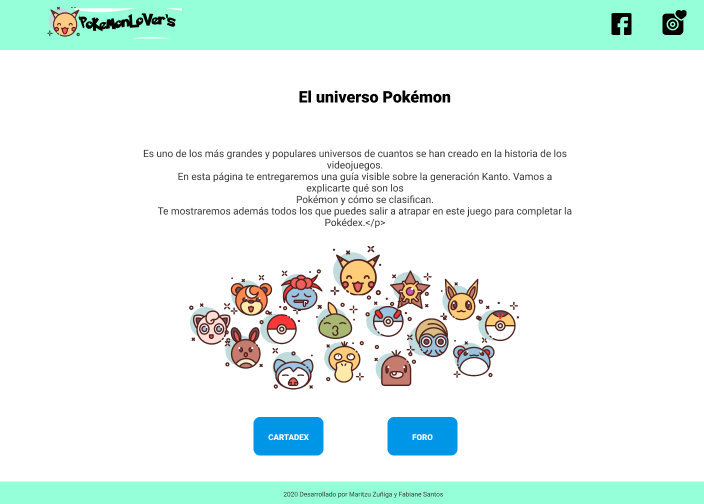 PokeMonLoVer's
El universo Pokémon
Es uno de los más grandes y populares universos de cuantos se han creado en la historia de los
videojuegos.
En esta página te entregaremos una guía visible sobre la generación Kanto. Vamos a
explicarte qué son los
Pokémon y cómo se clasifican.
Te mostraremos además todos los que puedes salir a atrapar en este juego para completar la
Pokédex.</p>
CARTADEX
FORO
2020 Desarrollado por Maritzu Zuñiga y Fabiane Santos